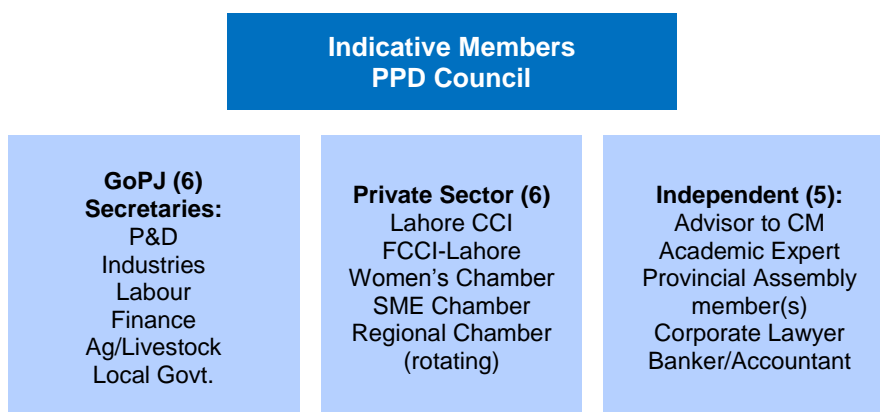 Indicative Members
PPD Council
GoPJ (6)
Secretaries:
P&D
Industries
Labour
Finance
Ag/Livestock
Local Govt.
Private Sector (6)
Lahore CCI
FCCI-Lahore
Women’s Chamber
SME Chamber
Regional Chamber
(rotating)
Independent (5):
Advisor to CM
Academic Expert
Provincial Assembly
member(s)
Corporate Lawyer
Banker/Accountant